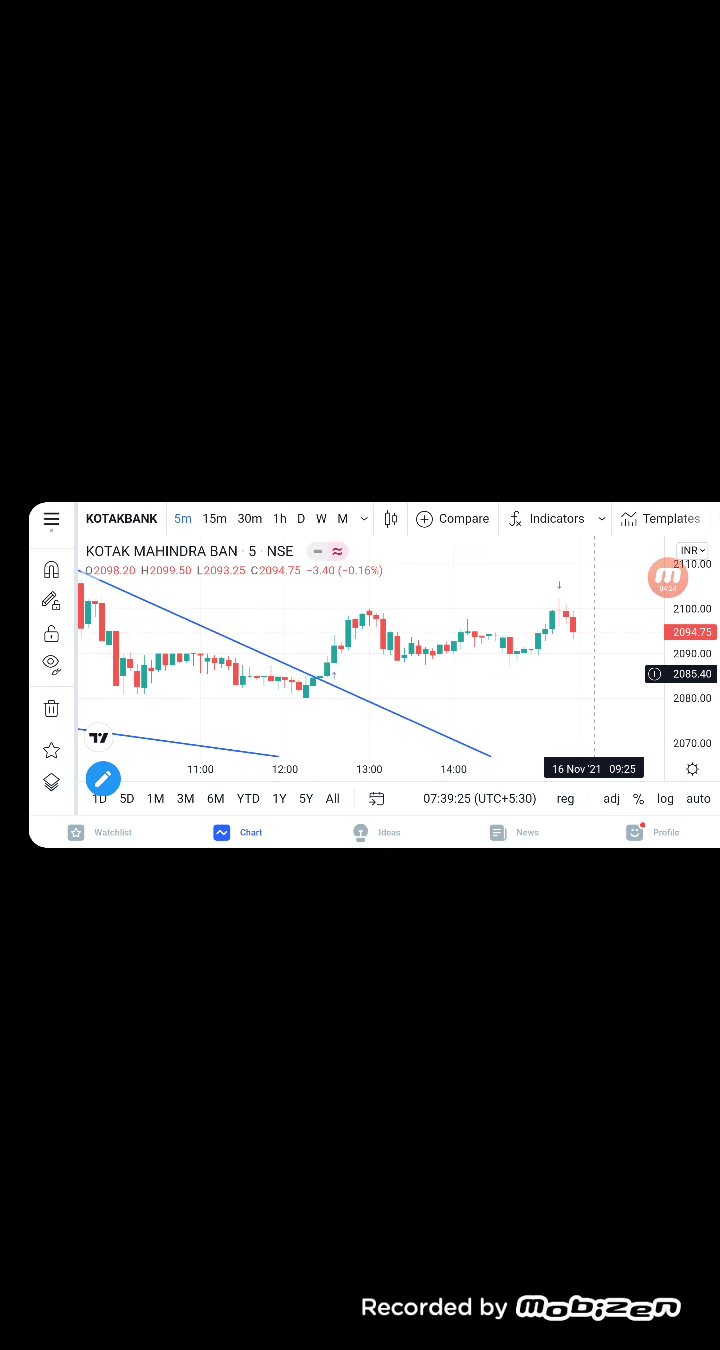 KOTAKBANK 5m 15m 30m 1h D W M Compare Indicators Templates
KOTAK MAHINDRA BAN · 5 · NSE
INR
O2098.20 H2099.50 L2093.25 C2094.75 −3.40 (−0.16%)
2110.00
04:24
2100.00
2094.75
2090.00
2085.40
2080.00
2070.00
11:00 12:00 13:00 14:00 16 Nov '21 09:25
1D 5D 1M 3M 6M YTD 1Y 5Y All 07:39:25 (UTC+5:30) reg adj % log auto
Watchlist Chart Ideas News Profile
Recorded by mobizen